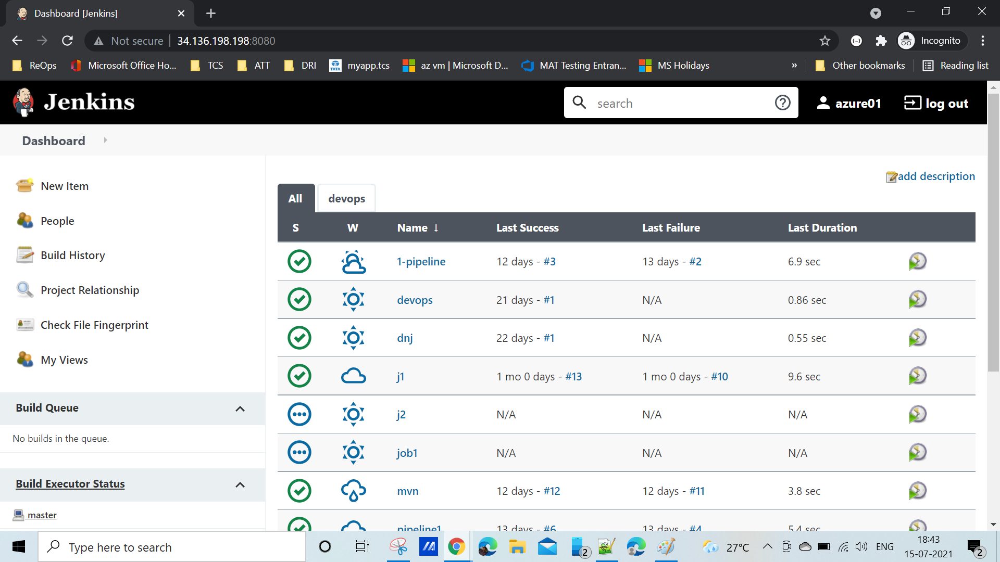 Dashboard [Jenkins]
Not secure 34.136.198.198:8080
Incognito
ReOps Microsoft Office Ho... TCS ATT DRI TATA myapp.tcs az vm | Microsoft D... MAT Testing Entran... MS Holidays » Other bookmarks Reading list
Jenkins
search
azure01
log out
Dashboard
New Item
People
Build History
Project Relationship
Check File Fingerprint
My Views
Build Queue
No builds in the queue.
Build Executor Status
master
add description
All devops
S W Name ↓ Last Success Last Failure Last Duration
1-pipeline 12 days - #3 13 days - #2 6.9 sec
devops 21 days - #1 N/A 0.86 sec
dnj 22 days - #1 N/A 0.55 sec
j1 1 mo 0 days - #13 1 mo 0 days - #10 9.6 sec
j2 N/A N/A N/A
job1 N/A N/A N/A
mvn 12 days - #12 12 days - #11 3.8 sec
pipeline1 13 days - #6 13 days - #4 5.4 sec
Type here to search
2
27°C
ENG
18:43
15-07-2021
2